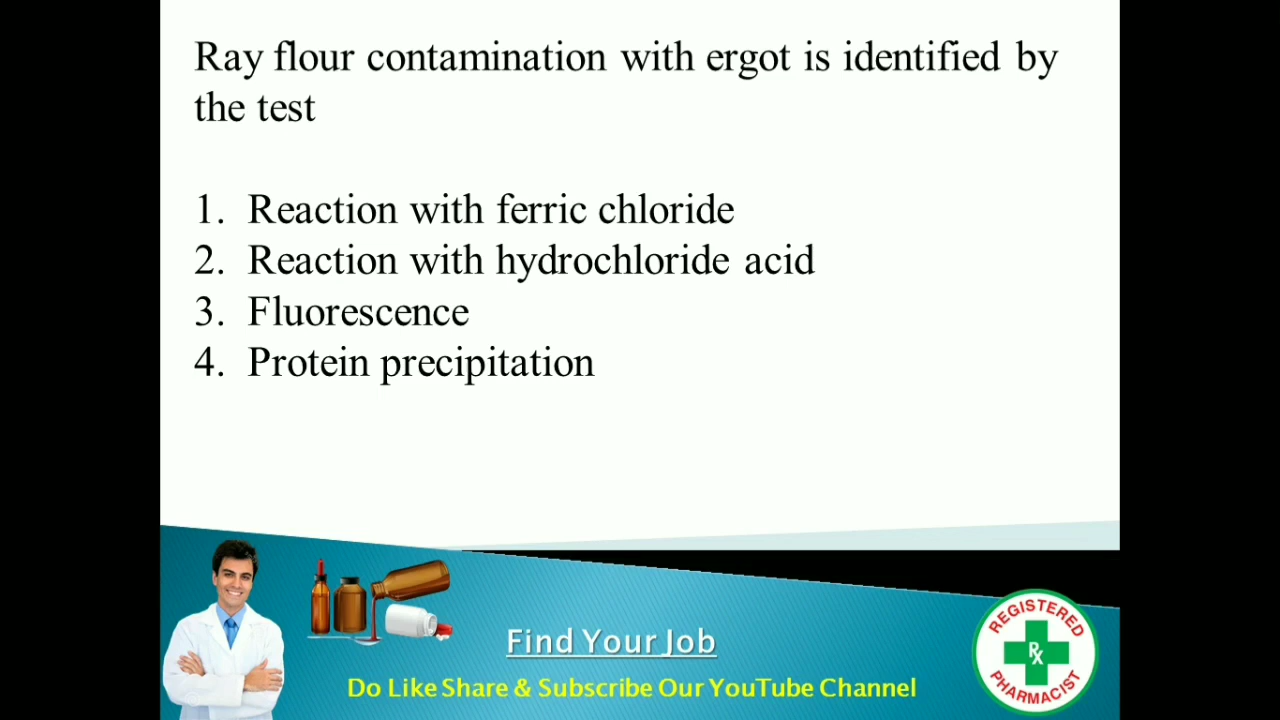 Ray flour contamination with ergot is identified by
the test
1. Reaction with ferric chloride
2. Reaction with hydrochloride acid
3. Fluorescence
4. Protein precipitation
Find Your Job
Do Like Share & Subscribe Our YouTube Channel
REGISTERED
Rx
PHARMACIST